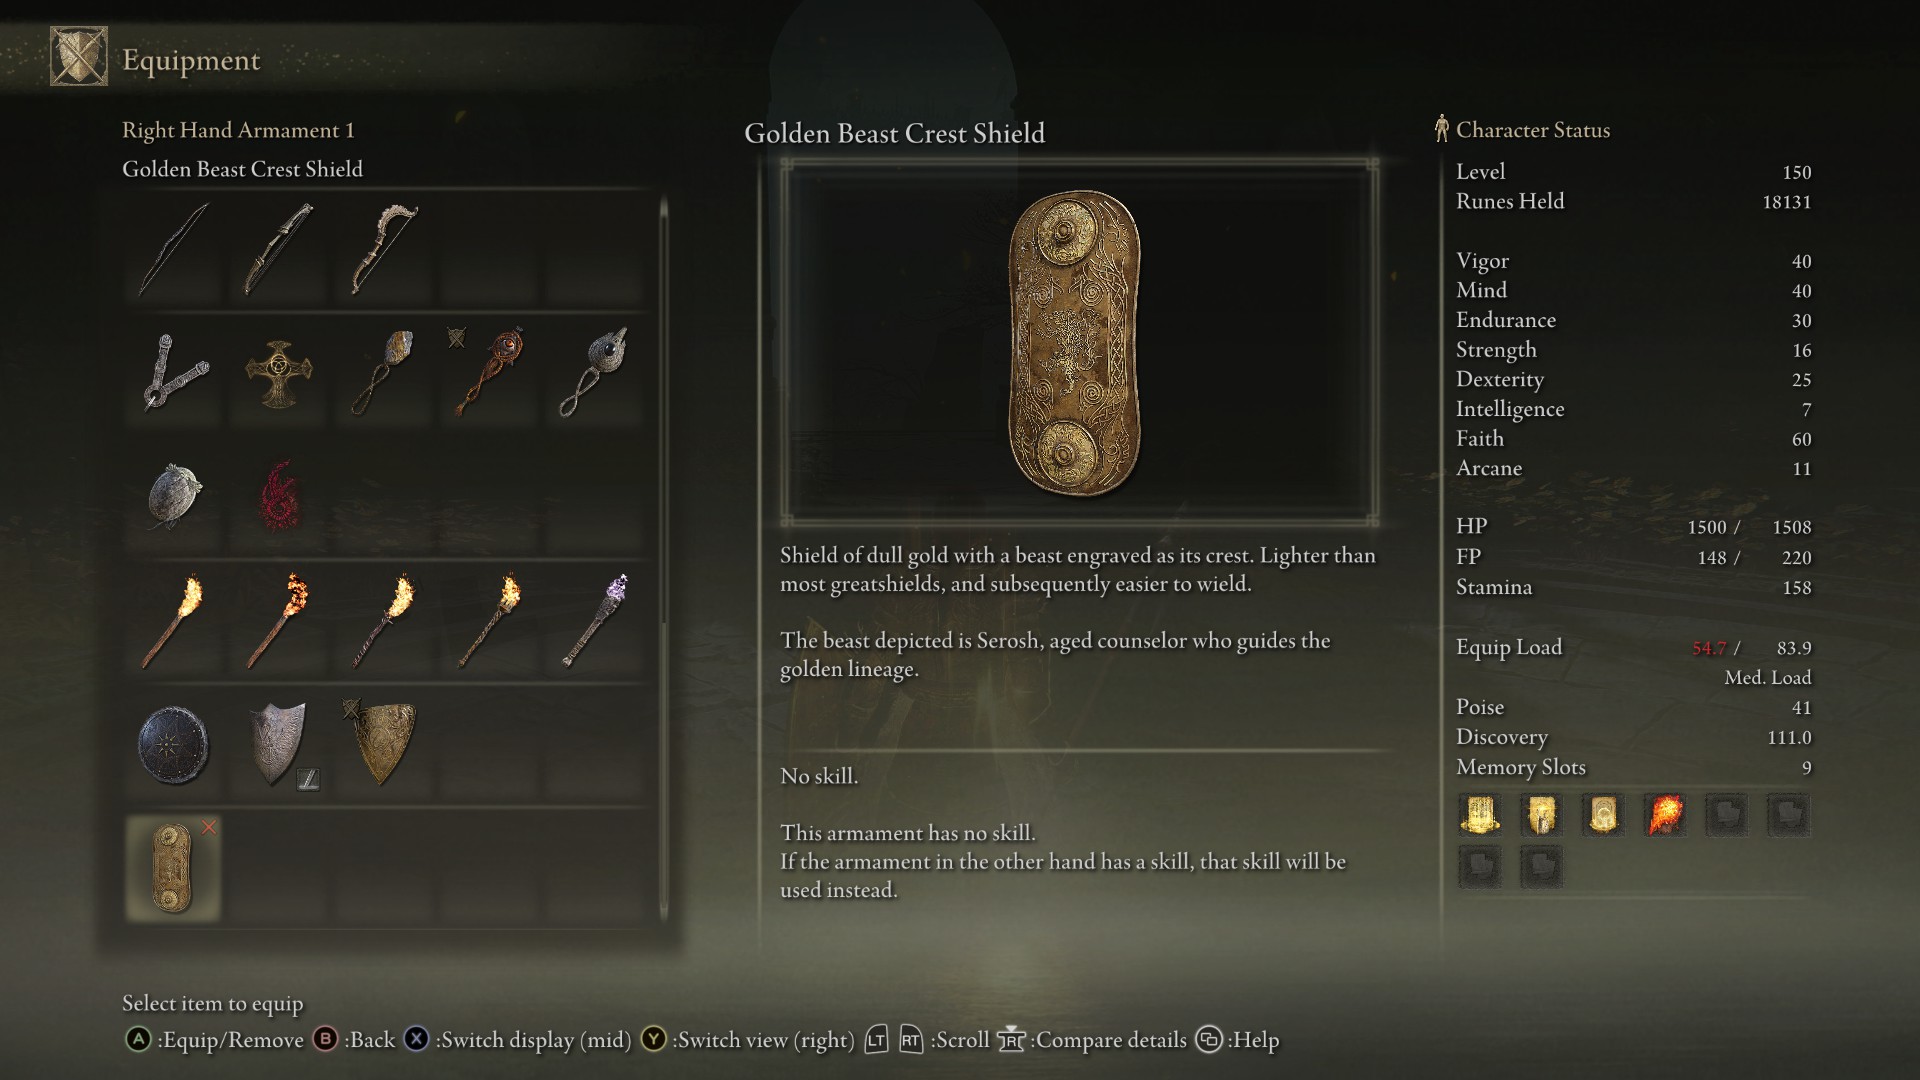 Equipment
Right Hand Armament 1
Golden Beast Crest Shield
Golden Beast Crest Shield
Shield of dull gold with a beast engraved as its crest. Lighter than
most greatshields, and subsequently easier to wield.
The beast depicted is Serosh, aged counselor who guides the
golden lineage.
No skill.
This armament has no skill.
If the armament in the other hand has a skill, that skill will be
used instead.
Character Status
Level 150
Runes Held 18131
Vigor 40
Mind 40
Endurance 30
Strength 16
Dexterity 25
Intelligence 7
Faith 60
Arcane 11
HP 1500 / 1508
FP 148 / 220
Stamina 158
Equip Load 54.7 / 83.9
Med. Load
Poise 41
Discovery 111.0
Memory Slots 9
Select item to equip
A :Equip/Remove B :Back X :Switch display (mid) Y :Switch view (right) LT RT :Scroll R :Compare details :Help